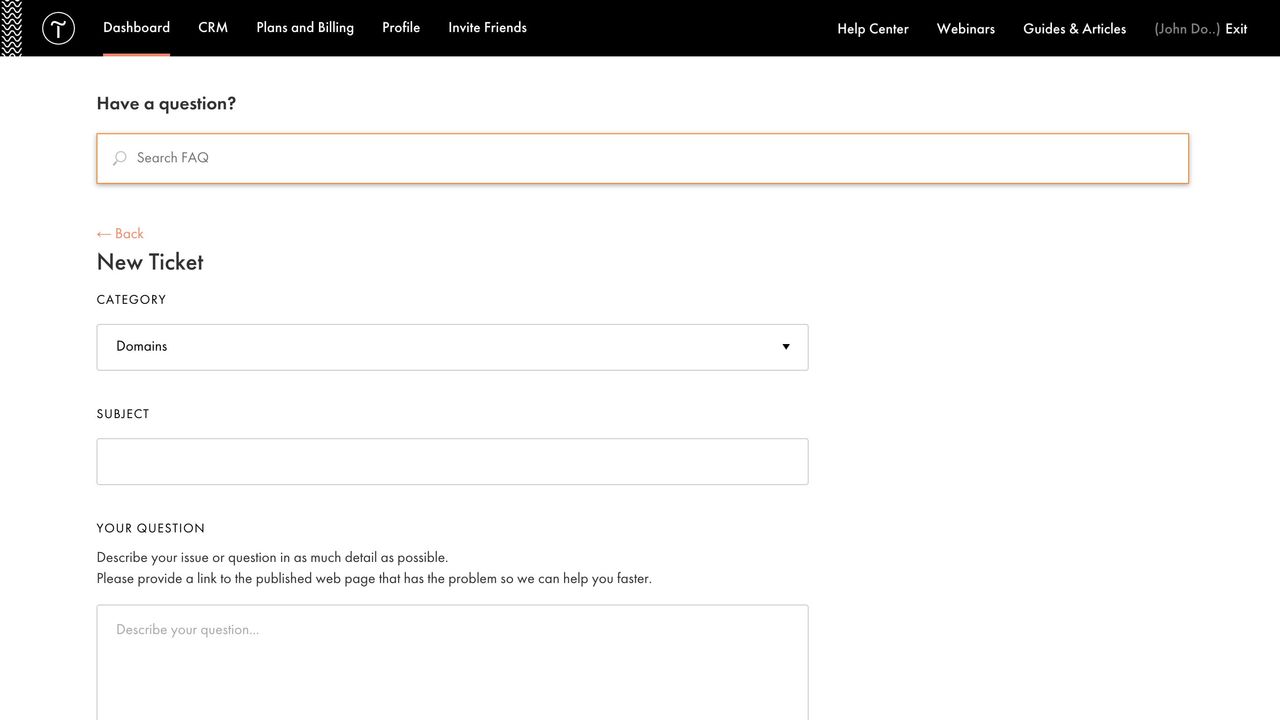 Dashboard CRM Plans and Billing Profile Invite Friends Help Center Webinars Guides & Articles (John Do..) Exit
Have a question?
Search FAQ
← Back
New Ticket
CATEGORY
Domains
SUBJECT
YOUR QUESTION
Describe your issue or question in as much detail as possible.
Please provide a link to the published web page that has the problem so we can help you faster.
Describe your question...